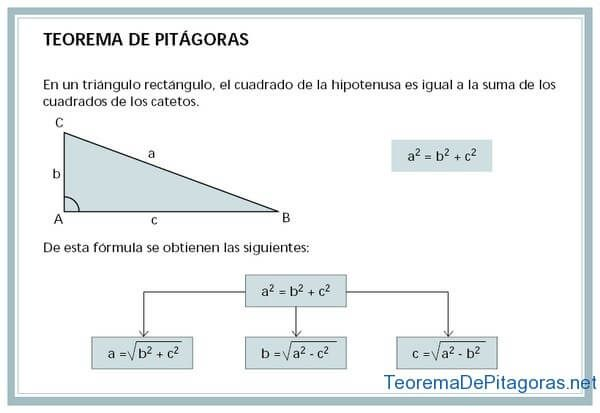 TEOREMA DE PITÁGORAS
En un triángulo rectángulo, el cuadrado de la hipotenusa es igual a la suma de los
cuadrados de los catetos.
C
a
b
A
c
B
a² = b² + c²
De esta fórmula se obtienen las siguientes:
a² = b² + c²
a =√b² + c²
b =√a² - c²
c =√a² - b²
TeoremaDePitagoras.net